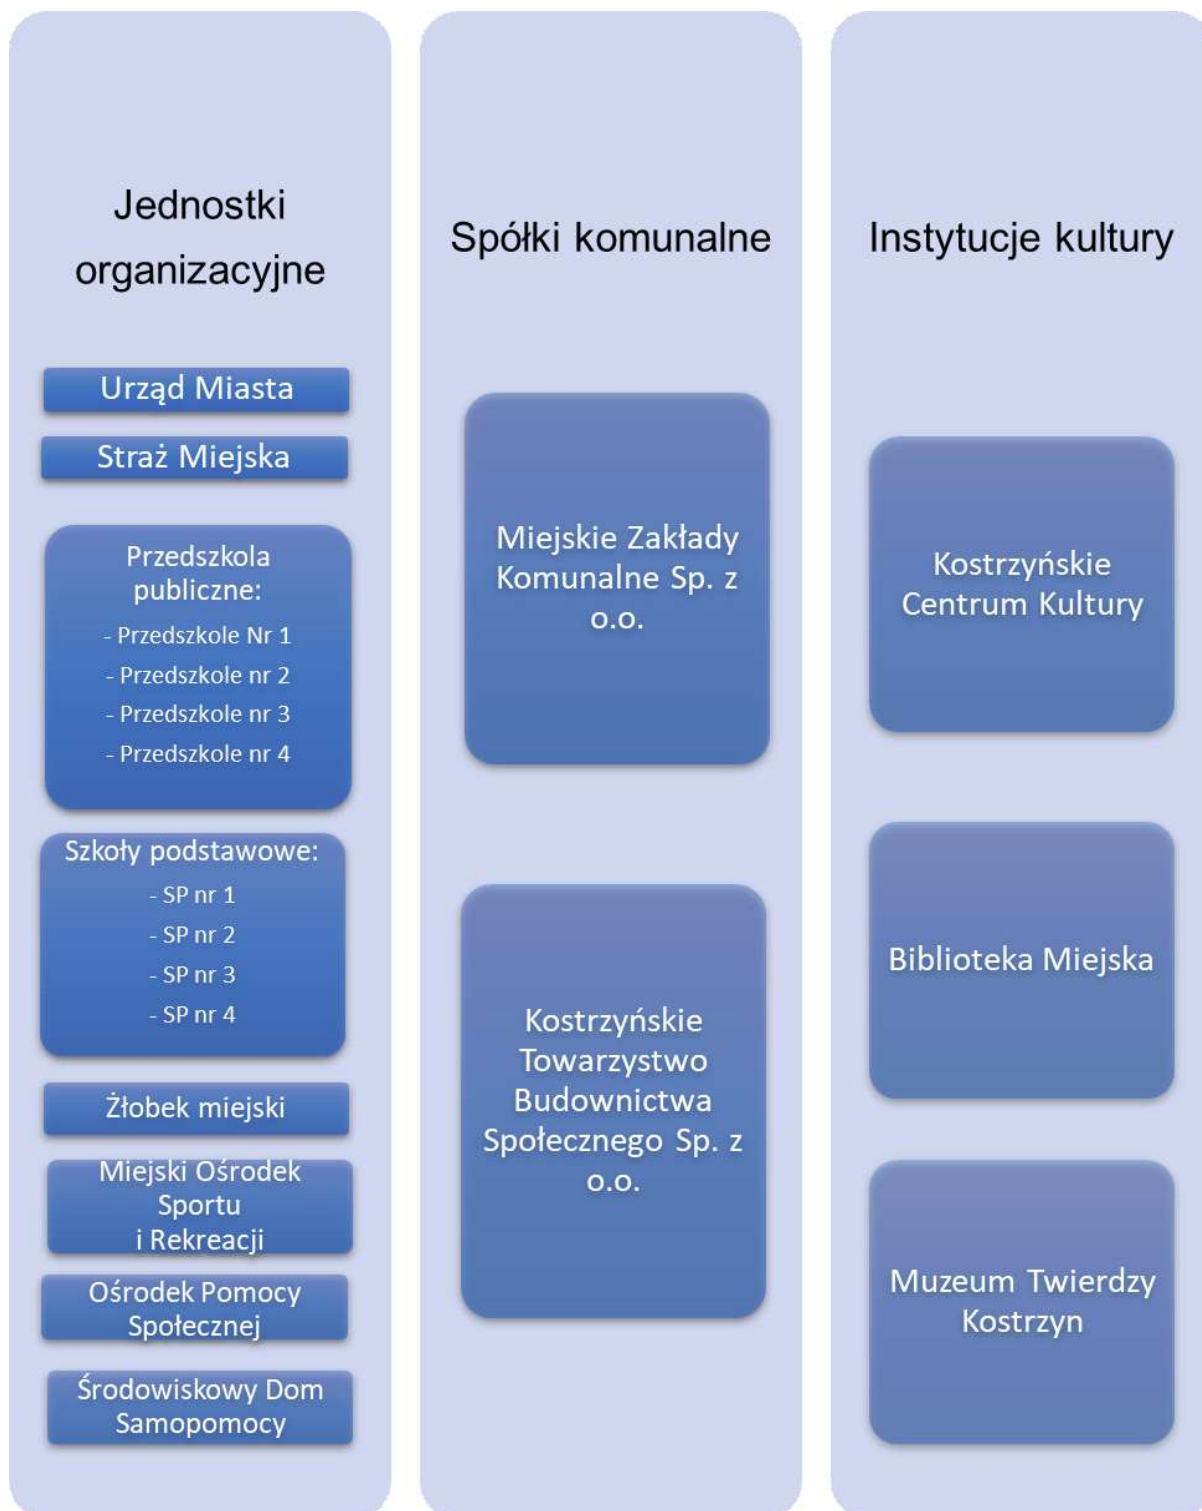 Jednostki
organizacyjne
Urząd Miasta
Straż Miejska
Przedszkola
publiczne:
- Przedszkole Nr 1
- Przedszkole nr 2
- Przedszkole nr 3
- Przedszkole nr 4
Szkoły podstawowe:
- SP nr 1
- SP nr 2
- SP nr 3
- SP nr 4
Żłobek miejski
Miejski Ośrodek
Sportu
i Rekreacji
Ośrodek Pomocy
Społecznej
Środowiskowy Dom
Samopomocy
Spółki komunalne
Miejskie Zakłady
Komunalne Sp. z
o.o.
Kostrzyńskie
Towarzystwo
Budownictwa
Społecznego Sp. z
o.o.
Instytucje kultury
Kostrzyńskie
Centrum Kultury
Biblioteka Miejska
Muzeum Twierdzy
Kostrzyn